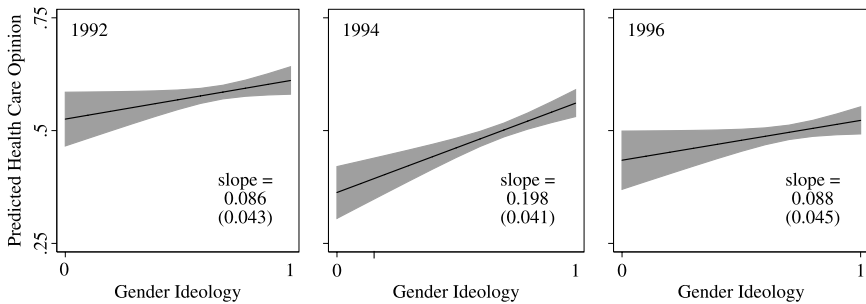 Predicted Health Care Opinion
.75
.5
.25
1992
slope =
0.086
(0.043)
0
1
Gender Ideology
1994
slope =
0.198
(0.041)
0
1
Gender Ideology
1996
slope =
0.088
(0.045)
0
1
Gender Ideology